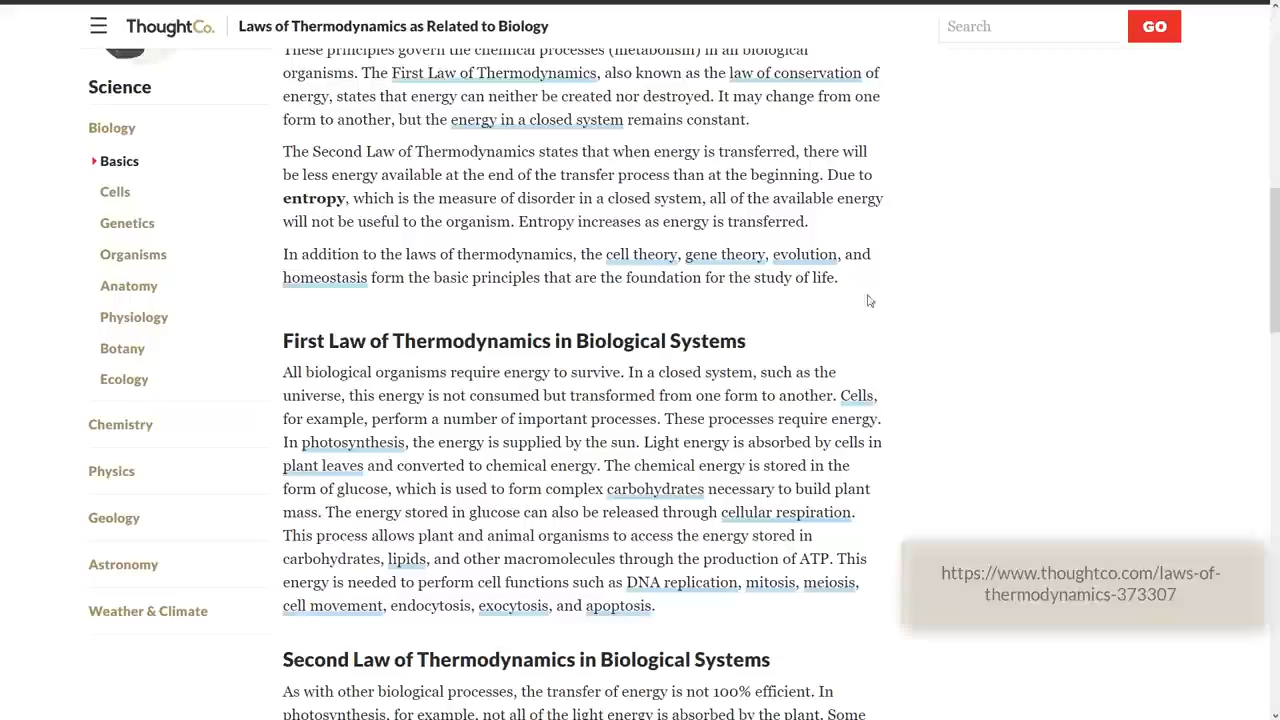 ThoughtCo.
Laws of Thermodynamics as Related to Biology
Search
GO
Science
Biology
Basics
Cells
Genetics
Organisms
Anatomy
Physiology
Botany
Ecology
Chemistry
Physics
Geology
Astronomy
Weather & Climate
These principles govern the chemical processes (metabolism) in all biological
organisms. The First Law of Thermodynamics, also known as the law of conservation of
energy, states that energy can neither be created nor destroyed. It may change from one
form to another, but the energy in a closed system remains constant.
The Second Law of Thermodynamics states that when energy is transferred, there will
be less energy available at the end of the transfer process than at the beginning. Due to
entropy, which is the measure of disorder in a closed system, all of the available energy
will not be useful to the organism. Entropy increases as energy is transferred.
In addition to the laws of thermodynamics, the cell theory, gene theory, evolution, and
homeostasis form the basic principles that are the foundation for the study of life.
First Law of Thermodynamics in Biological Systems
All biological organisms require energy to survive. In a closed system, such as the
universe, this energy is not consumed but transformed from one form to another. Cells,
for example, perform a number of important processes. These processes require energy.
In photosynthesis, the energy is supplied by the sun. Light energy is absorbed by cells in
plant leaves and converted to chemical energy. The chemical energy is stored in the
form of glucose, which is used to form complex carbohydrates necessary to build plant
mass. The energy stored in glucose can also be released through cellular respiration.
This process allows plant and animal organisms to access the energy stored in
carbohydrates, lipids, and other macromolecules through the production of ATP. This
energy is needed to perform cell functions such as DNA replication, mitosis, meiosis,
cell movement, endocytosis, exocytosis, and apoptosis.
Second Law of Thermodynamics in Biological Systems
As with other biological processes, the transfer of energy is not 100% efficient. In
photosynthesis, for example, not all of the light energy is absorbed by the plant. Some
https://www.thoughtco.com/laws-of-
thermodynamics-373307